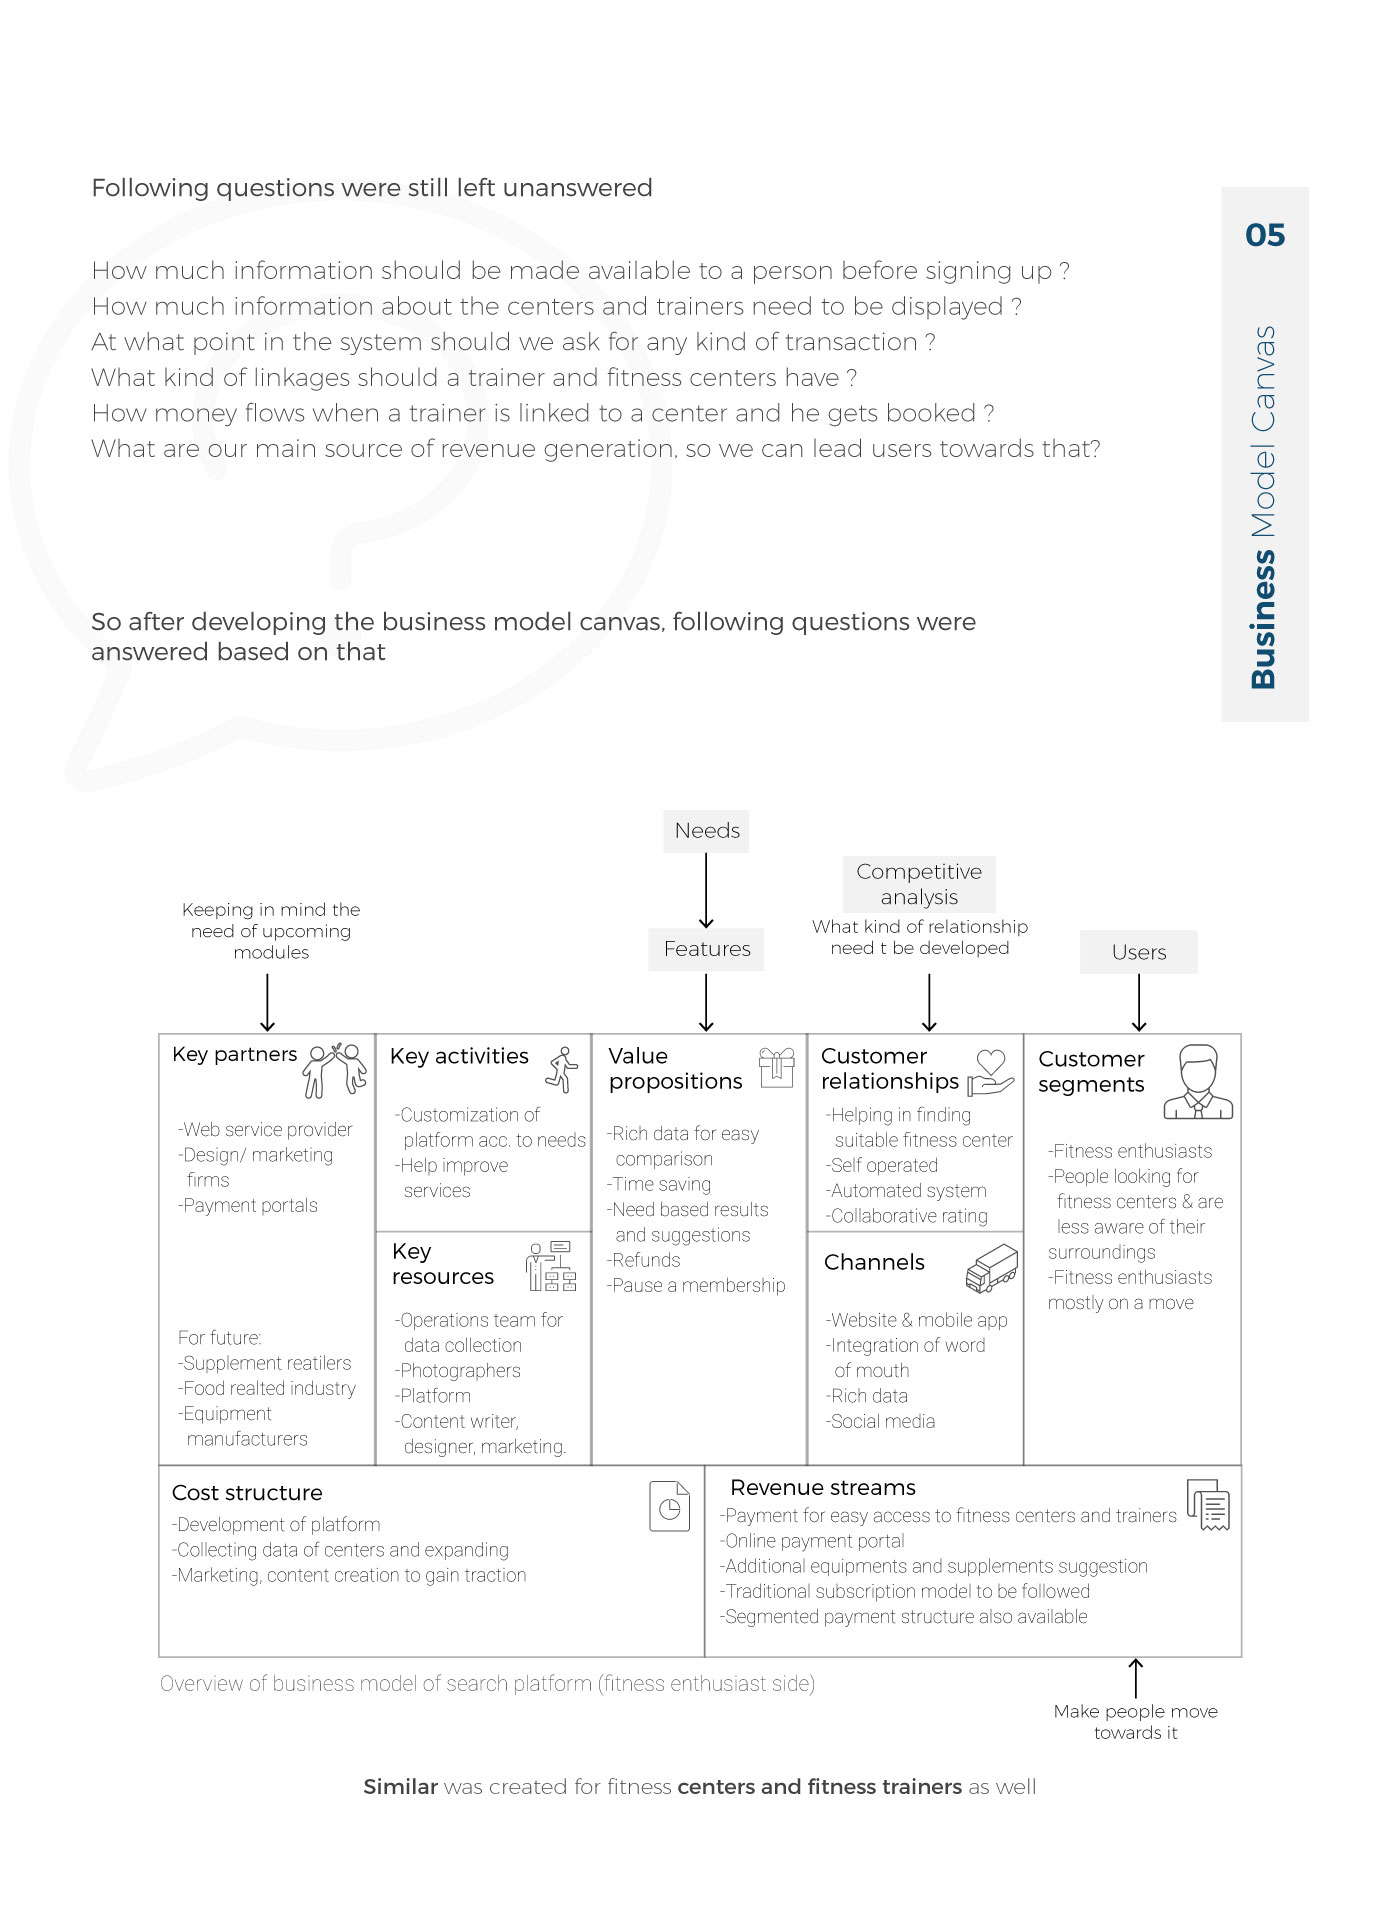 Following questions were still left unanswered
How much information should be made available to a person before signing up ?
How much information about the centers and trainers need to be displayed ?
At what point in the system should we ask for any kind of transaction ?
What kind of linkages should a trainer and fitness centers have ?
How money flows when a trainer is linked to a center and he gets booked ?
What are our main source of revenue generation, so we can lead users towards that?
05
Business Model Canvas
So after developing the business model canvas, following questions were
answered based on that
Needs
Features
Competitive
analysis
What kind of relationship
need t be developed
Users
Keeping in mind the
need of upcoming
modules
Key partners
-Web service provider
-Design/ marketing
firms
-Payment portals
For future:
-Supplement reatilers
-Food realted industry
-Equipment
manufacturers
Key activities
-Customization of
platform acc. to needs
-Help improve
services
Key
resources
-Operations team for
data collection
-Photographers
-Platform
-Content writer,
designer, marketing.
Value
propositions
-Rich data for easy
comparison
-Time saving
-Need based results
and suggestions
-Refunds
-Pause a membership
Customer
relationships
-Helping in finding
suitable fitness center
-Self operated
-Automated system
-Collaborative rating
Channels
-Website & mobile app
-Integration of word
of mouth
-Rich data
-Social media
Customer
segments
-Fitness enthusiasts
-People looking for
fitness centers & are
less aware of their
surroundings
-Fitness enthusiasts
mostly on a move
Cost structure
-Development of platform
-Collecting data of centers and expanding
-Marketing, content creation to gain traction
Revenue streams
-Payment for easy access to fitness centers and trainers
-Online payment portal
-Additional equipments and supplements suggestion
-Traditional subscription model to be followed
-Segmented payment structure also available
Overview of business model of search platform (fitness enthusiast side)
Make people move
towards it
Similar was created for fitness centers and fitness trainers as well